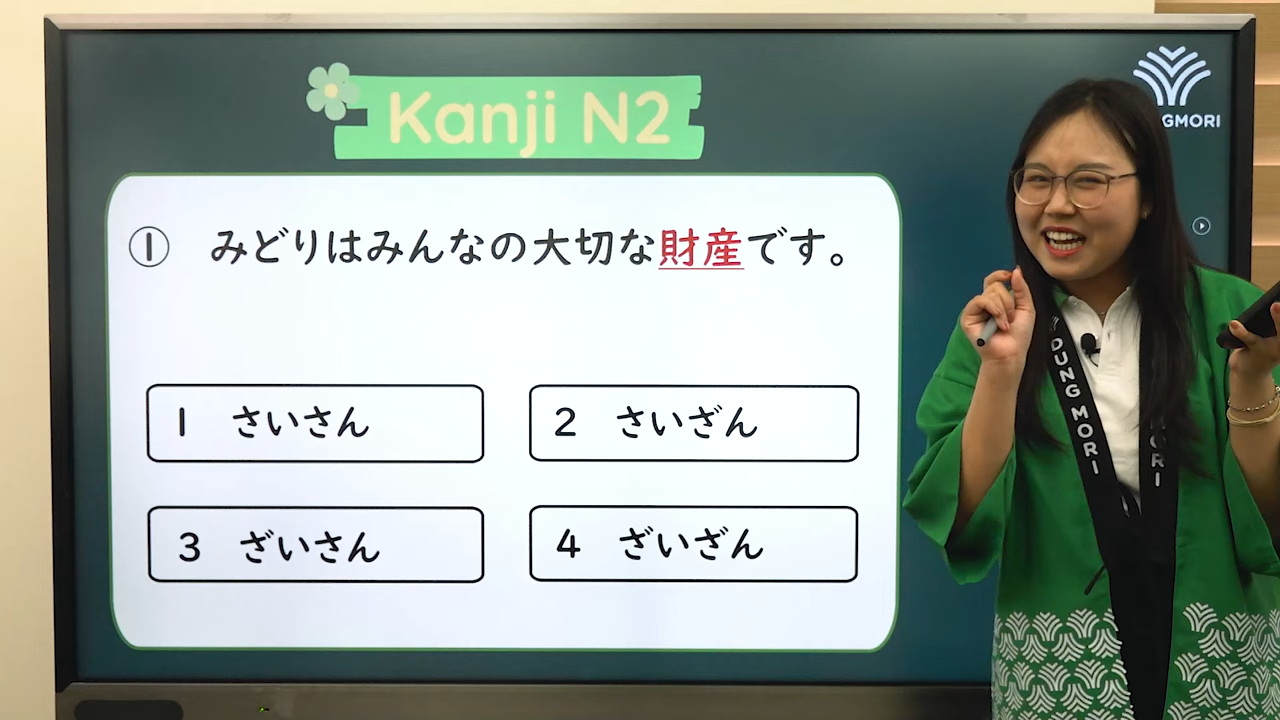 Kanji N2
GMORI
① みどりはみんなの大切な財産です。
1 さいさん
2 さいざん
3 ざいさん
4 ざいざん
DUNG MORI
ORI